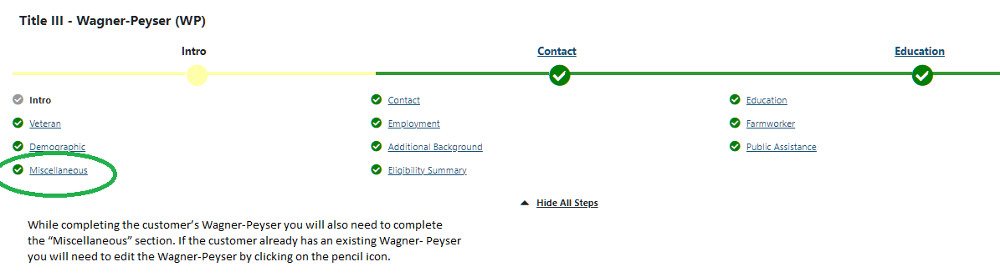 Title III - Wagner-Peyser (WP)
Intro Contact Education
Intro Contact Education
Veteran Employment Farmworker
Demographic Additional Background Public Assistance
Miscellaneous Eligibility Summary
Hide All Steps
While completing the customer’s Wagner-Peyser you will also need to complete
the “Miscellaneous” section. If the customer already has an existing Wagner- Peyser
you will need to edit the Wagner-Peyser by clicking on the pencil icon.